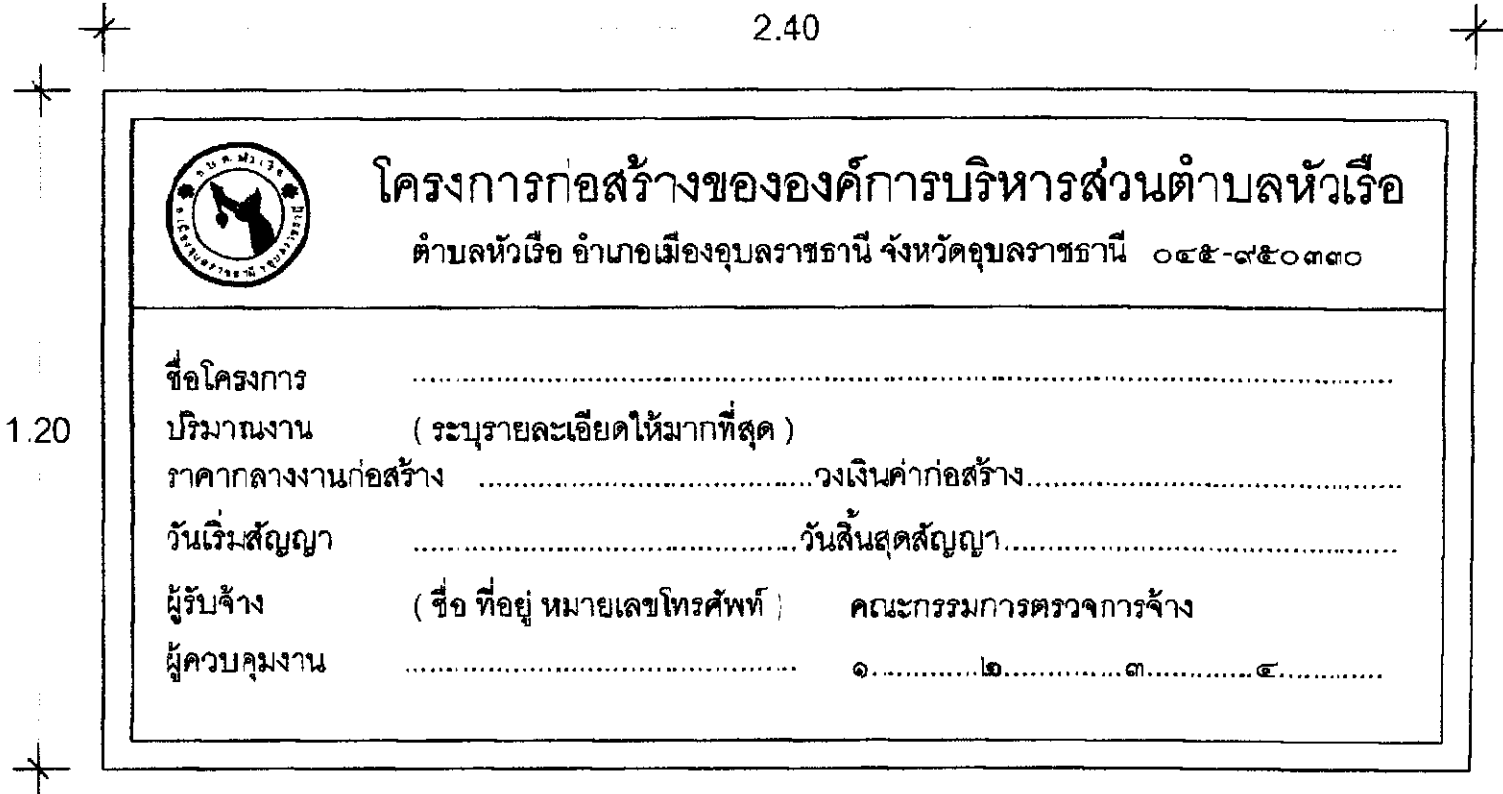 2.40
โครงการก่อสร้างขององค์การบริหารส่วนตำบลหัวเรือ
ตำบลหัวเรือ อำเภอเมืองอุบลราชธานี จังหวัดอุบลราชธานี ๐๔๕-๙๕๐๓๓๐
1.20
ชื่อโครงการ ........................................
ปริมาณงาน ( ระบุรายละเอียดให้มากที่สุด )
ราคากลางงานก่อสร้าง ....................วงเงินค่าก่อสร้าง....................
วันเริ่มสัญญา ....................วันสิ้นสุดสัญญา....................
ผู้รับจ้าง ( ชื่อ ที่อยู่ หมายเลขโทรศัพท์ ) คณะกรรมการตรวจการจ้าง
ผู้ควบคุมงาน .................... ๑.............๒..............๓.............๔.............